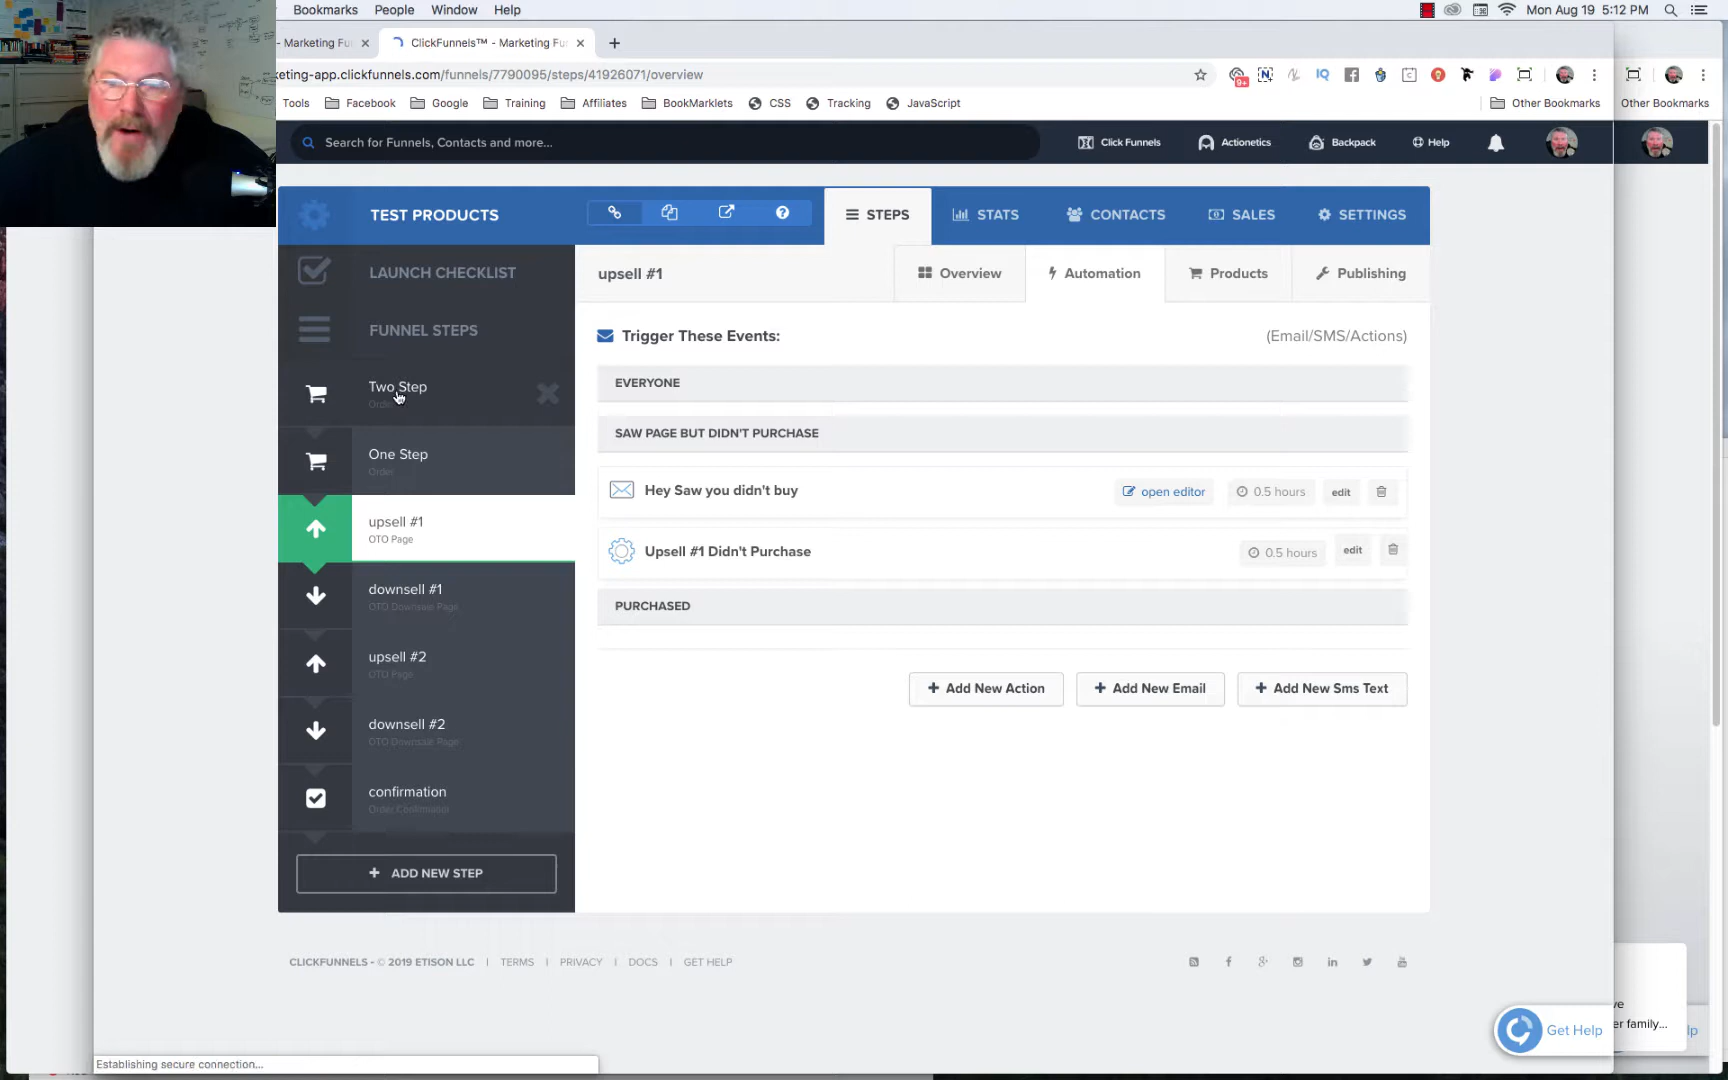 Bookmarks People Window Help
Mon Aug 19 5:12 PM
- Marketing Fu
ClickFunnels™ - Marketing Fu
keting-app.clickfunnels.com/funnels/7790095/steps/41926071/overview
9+
IQ
Tools Facebook Google Training Affiliates BookMarklets CSS Tracking JavaScript Other Bookmarks Other Bookmarks
Search for Funnels, Contacts and more...
Click Funnels Actionetics Backpack Help
TEST PRODUCTS
STEPS STATS CONTACTS SALES SETTINGS
LAUNCH CHECKLIST
upsell #1
Overview Automation Products Publishing
FUNNEL STEPS
Trigger These Events:
(Email/SMS/Actions)
Two Step
EVERYONE
SAW PAGE BUT DIDN'T PURCHASE
One Step
Order
Hey Saw you didn't buy
open editor 0.5 hours edit
upsell #1
OTO Page
Upsell #1 Didn't Purchase
0.5 hours edit
downsell #1
OTO Downsale Page
PURCHASED
upsell #2
OTO Page
+ Add New Action + Add New Email + Add New Sms Text
downsell #2
OTO Downsale Page
confirmation
Order Confirmation
+ ADD NEW STEP
CLICKFUNNELS - © 2019 ETISON LLC | TERMS | PRIVACY | DOCS | GET HELP
er family...
Get Help
Establishing secure connection...